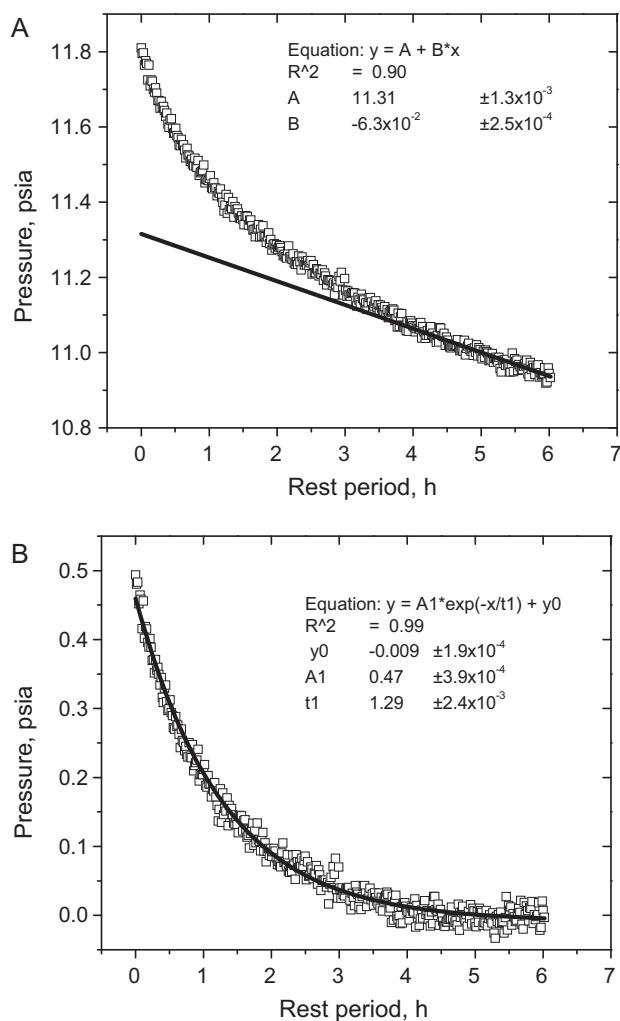 A
11.8
11.6
11.4
11.2
11.0
10.8
Pressure, psia
Equation: y = A + B*x
R^2 = 0.90
A 11.31 ±1.3x10⁻³
B -6.3x10⁻² ±2.5x10⁻⁴
0 1 2 3 4 5 6 7
Rest period, h
B
0.5
0.4
0.3
0.2
0.1
0.0
Pressure, psia
Equation: y = A1*exp(-x/t1) + y0
R^2 = 0.99
y0 -0.009 ±1.9x10⁻⁴
A1 0.47 ±3.9x10⁻⁴
t1 1.29 ±2.4x10⁻³
0 1 2 3 4 5 6 7
Rest period, h